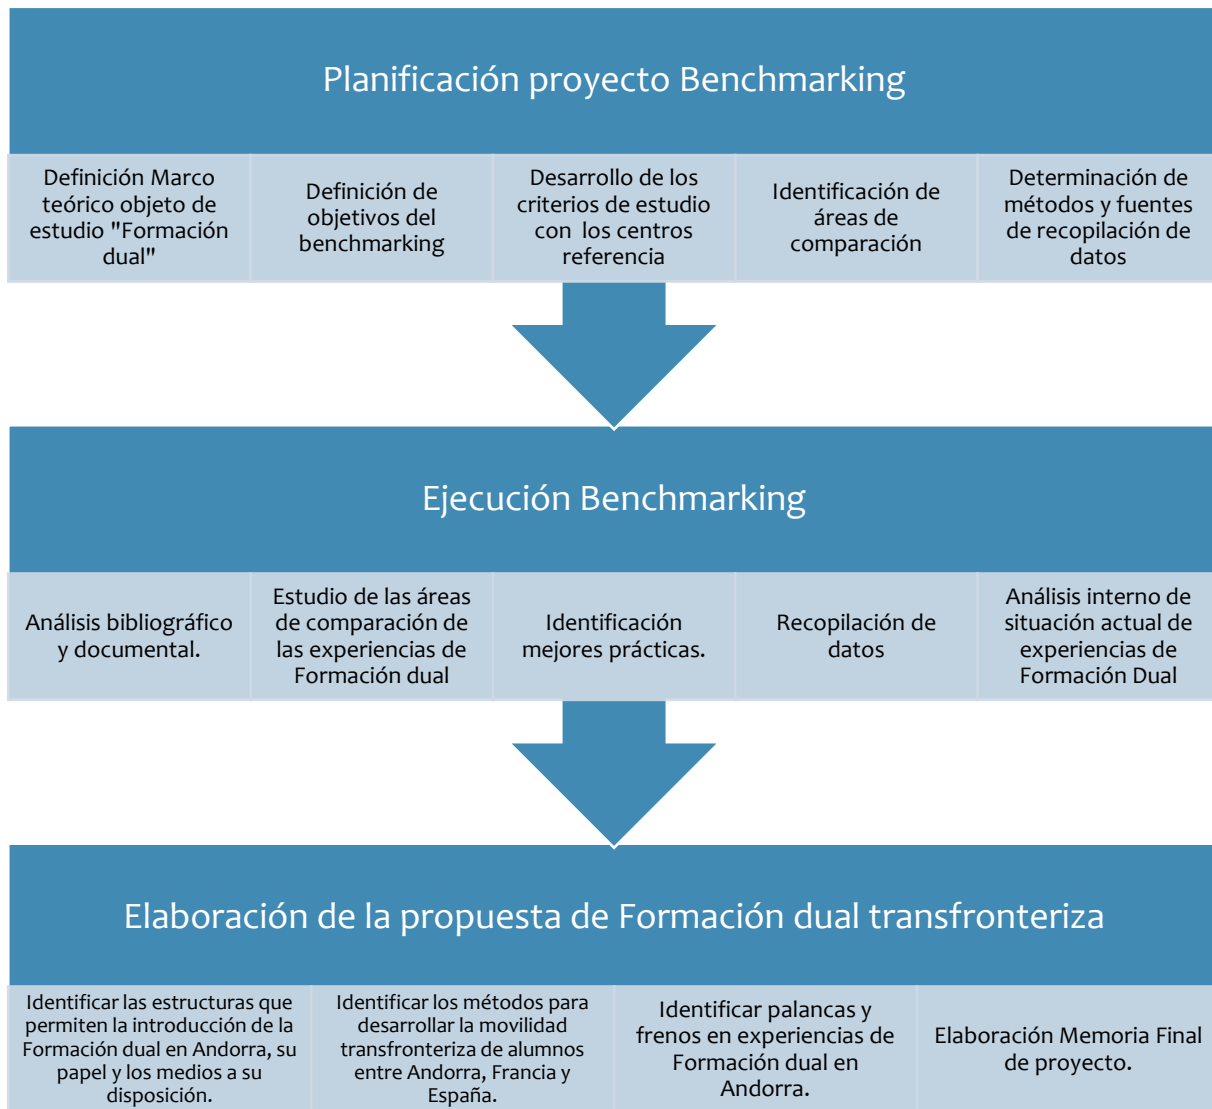 Planificación proyecto Benchmarking
Definición Marco
teórico objeto de
estudio "Formación
dual"
Definición de
objetivos del
benchmarking
Desarrollo de los
criterios de estudio
con los centros
referencia
Identificación de
áreas de
comparación
Determinación de
métodos y fuentes
de recopilación de
datos
Ejecución Benchmarking
Análisis bibliográfico
y documental.
Estudio de las áreas
de comparación de
las experiencias de
Formación dual
Identificación
mejores prácticas.
Recopilación de
datos
Análisis interno de
situación actual de
experiencias de
Formación Dual
Elaboración de la propuesta de Formación dual transfronteriza
Identificar las estructuras que
permiten la introducción de la
Formación dual en Andorra, su
papel y los medios a su
disposición.
Identificar los métodos para
desarrollar la movilidad
transfronteriza de alumnos
entre Andorra, Francia y
España.
Identificar palancas y
frenos en experiencias de
Formación dual en
Andorra.
Elaboración Memoria Final
de proyecto.